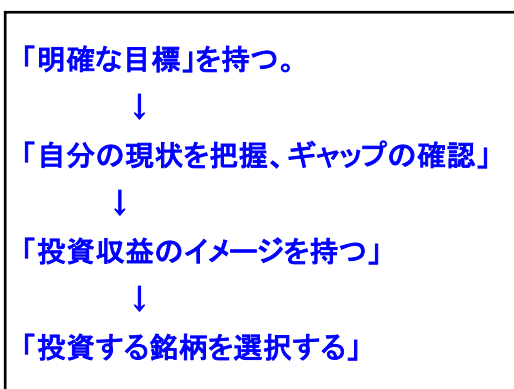 「明確な目標」を持つ。
↓
「自分の現状を把握、ギャップの確認」
↓
「投資収益のイメージを持つ」
↓
「投資する銘柄を選択する」